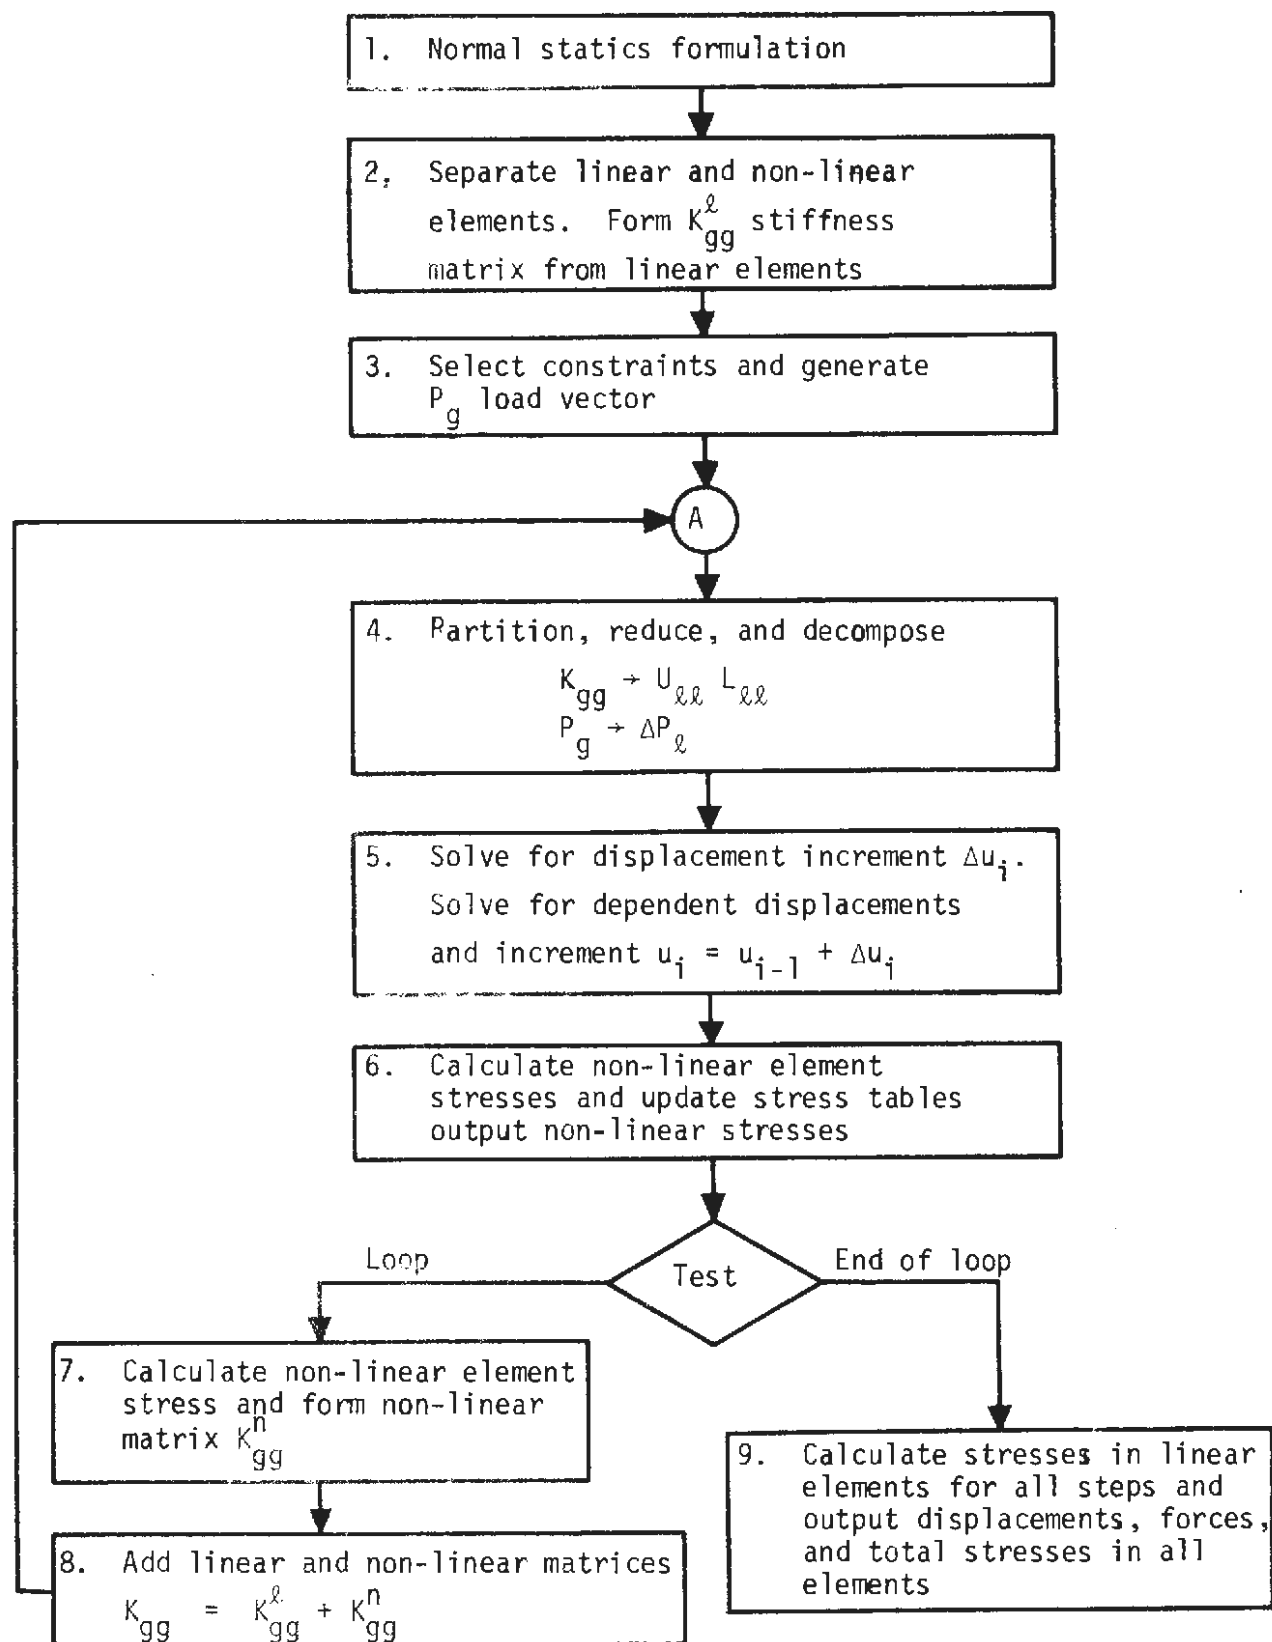 1. Normal statics formulation
2. Separate linear and non-linear
elements. Form K^ℓ_gg stiffness
matrix from linear elements
3. Select constraints and generate
P_g load vector
A
4. Partition, reduce, and decompose
K_gg → U_ℓℓ L_ℓℓ
P_g → ΔP_ℓ
5. Solve for displacement increment Δu_i.
Solve for dependent displacements
and increment u_i = u_i-1 + Δu_i
6. Calculate non-linear element
stresses and update stress tables
output non-linear stresses
Test
Loop
End of loop
7. Calculate non-linear element
stress and form non-linear
matrix K^n_gg
8. Add linear and non-linear matrices
K_gg = K^ℓ_gg + K^n_gg
9. Calculate stresses in linear
elements for all steps and
output displacements, forces,
and total stresses in all
elements